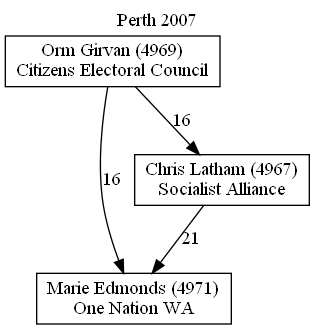 Perth 2007
Orm Girvan (4969)
Citizens Electoral Council
16
Chris Latham (4967)
Socialist Alliance
16
21
Marie Edmonds (4971)
One Nation WA